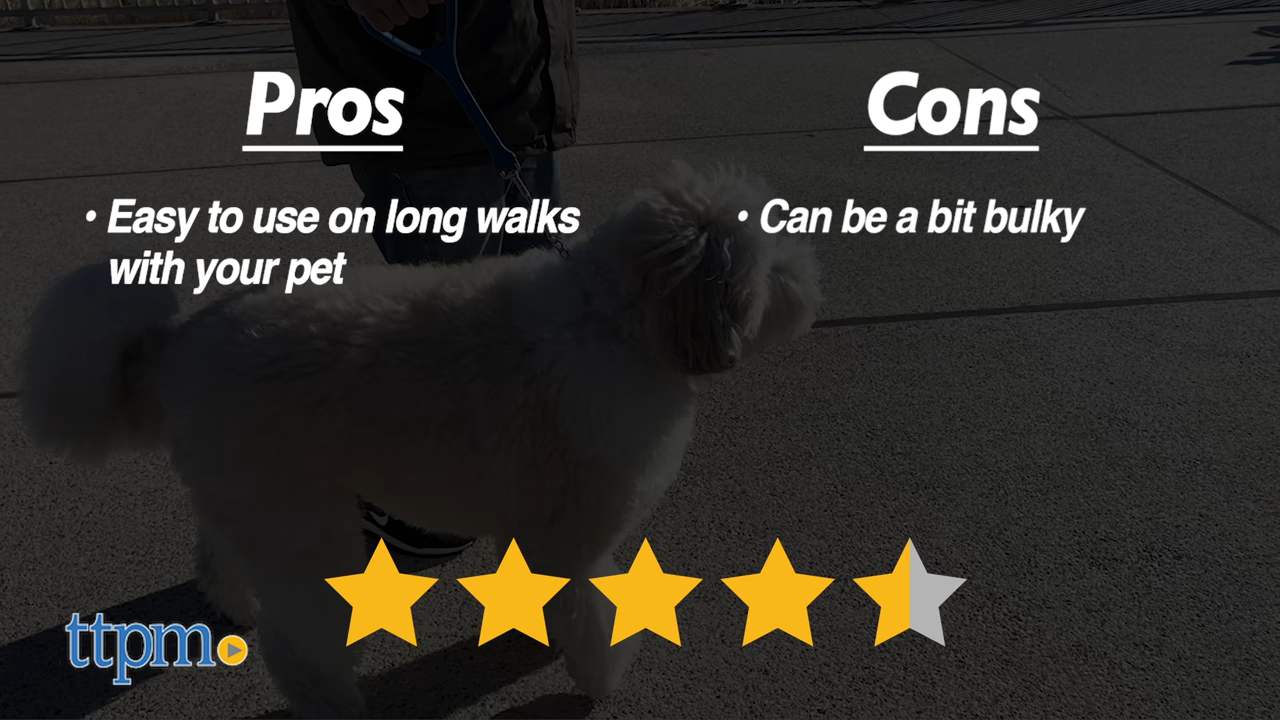 Pros
• Easy to use on long walks
with your pet
Cons
• Can be a bit bulky
ttpm